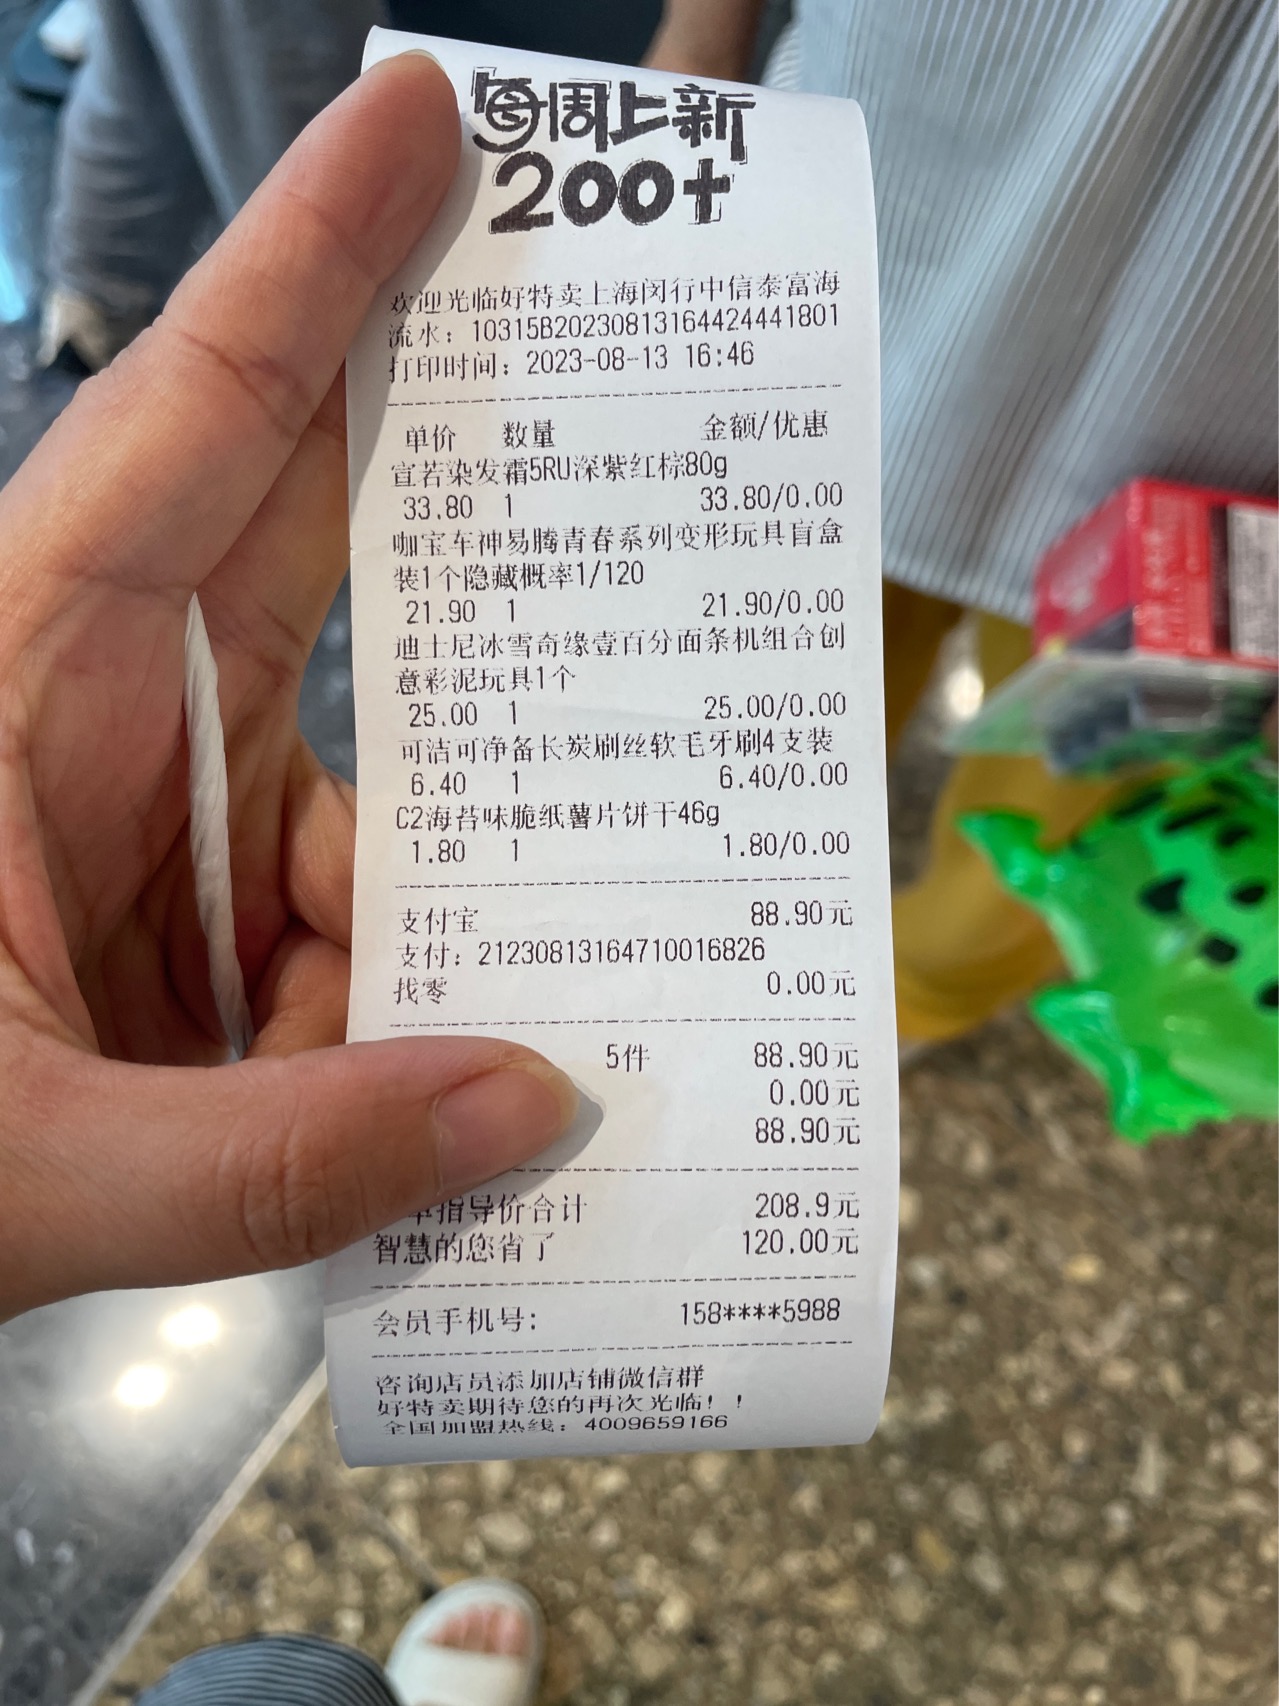 每周上新
200+
欢迎光临好特卖上海闵行中信泰富海
流水：10315B20230813164424441801
打印时间：2023-08-13 16:46
单价 数量 金额/优惠
宣若染发霜5RU深紫红棕80g
33.80 1 33.80/0.00
咖宝车神易腾青春系列变形玩具盲盒
装1个隐藏概率1/120
21.90 1 21.90/0.00
迪士尼冰雪奇缘壹百分面条机组合创
意彩泥玩具1个
25.00 1 25.00/0.00
可洁可净备长炭刷丝软毛牙刷4支装
6.40 1 6.40/0.00
C2海苔味脆纸薯片饼干46g
1.80 1 1.80/0.00
支付宝 88.90元
支付：21230813164710016826
找零 0.00元
5件 88.90元
0.00元
88.90元
指导价合计 208.9元
智慧的您省了 120.00元
会员手机号: 158****5988
咨询店员添加店铺微信群
好特卖期待您的再次光临！！
全国加盟热线：4009659166